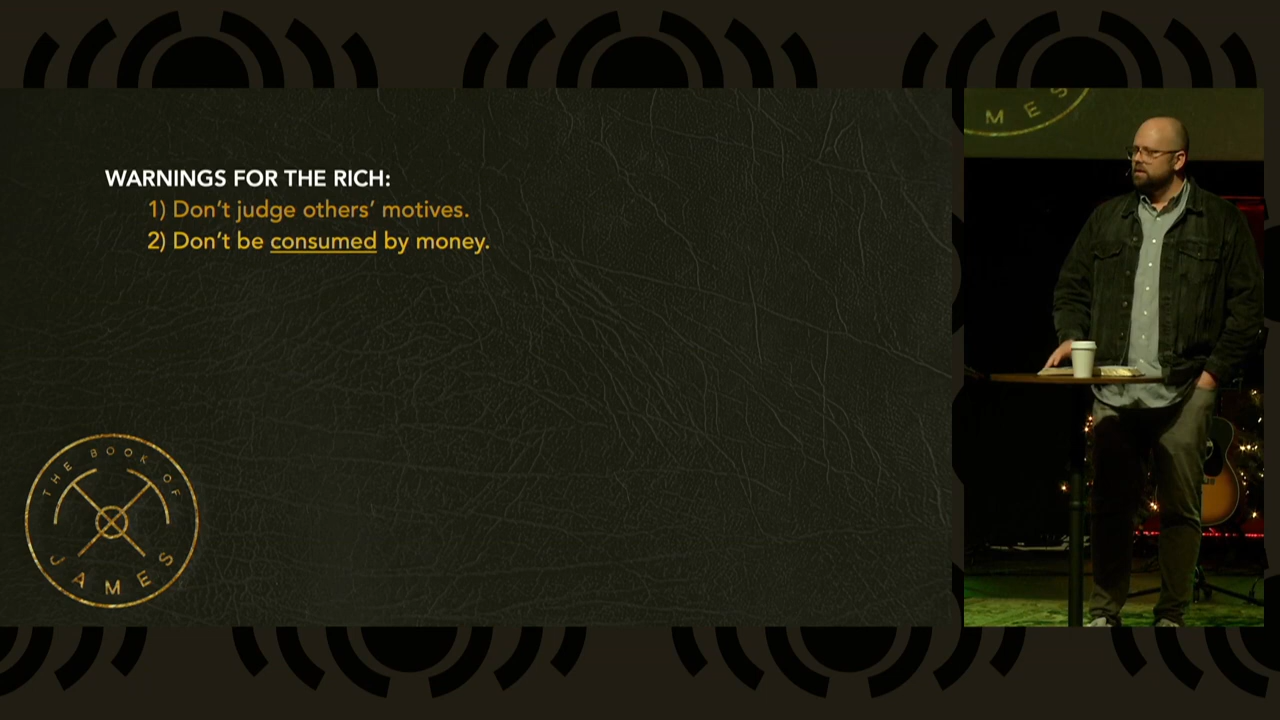 WARNINGS FOR THE RICH:
1) Don't judge others' motives.
2) Don't be consumed by money.
THE BOOK OF
JAMES
MES